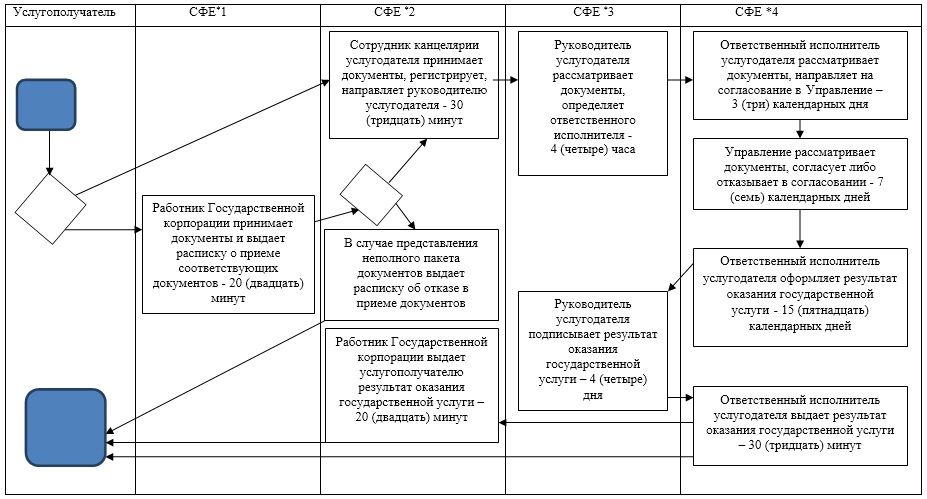 Услугополучатель
СФЕ*1
СФЕ *2
СФЕ *3
СФЕ *4
Сотрудник канцелярии
услугодателя принимает
документы, регистрирует,
направляет руководителю
услугодателя - 30
(тридцать) минут
Руководитель
услугодателя
рассматривает
документы,
определяет
ответственного
исполнителя -
4 (четыре) часа
Ответственный исполнитель
услугодателя рассматривает
документы, направляет на
согласование в Управление –
3 (три) календарных дня
Управление рассматривает
документы, согласует либо
отказывает в согласовании - 7
(семь) календарных дней
Работник Государственной
корпорации принимает
документы и выдает
расписку о приеме
соответствующих
документов - 20 (двадцать)
минут
В случае представления
неполного пакета
документов выдает
расписку об отказе в
приеме документов
Ответственный исполнитель
услугодателя оформляет результат
оказания государственной
услуги - 15 (пятнадцать)
календарных дней
Руководитель
услугодателя
подписывает результат
оказания
государственной
услуги – 4 (четыре)
дня
Работник Государственной
корпорации выдает
услугополучателю
результат оказания
государственной услуги –
20 (двадцать) минут
Ответственный исполнитель
услугодателя выдает результат
оказания государственной услуги
– 30 (тридцать) минут